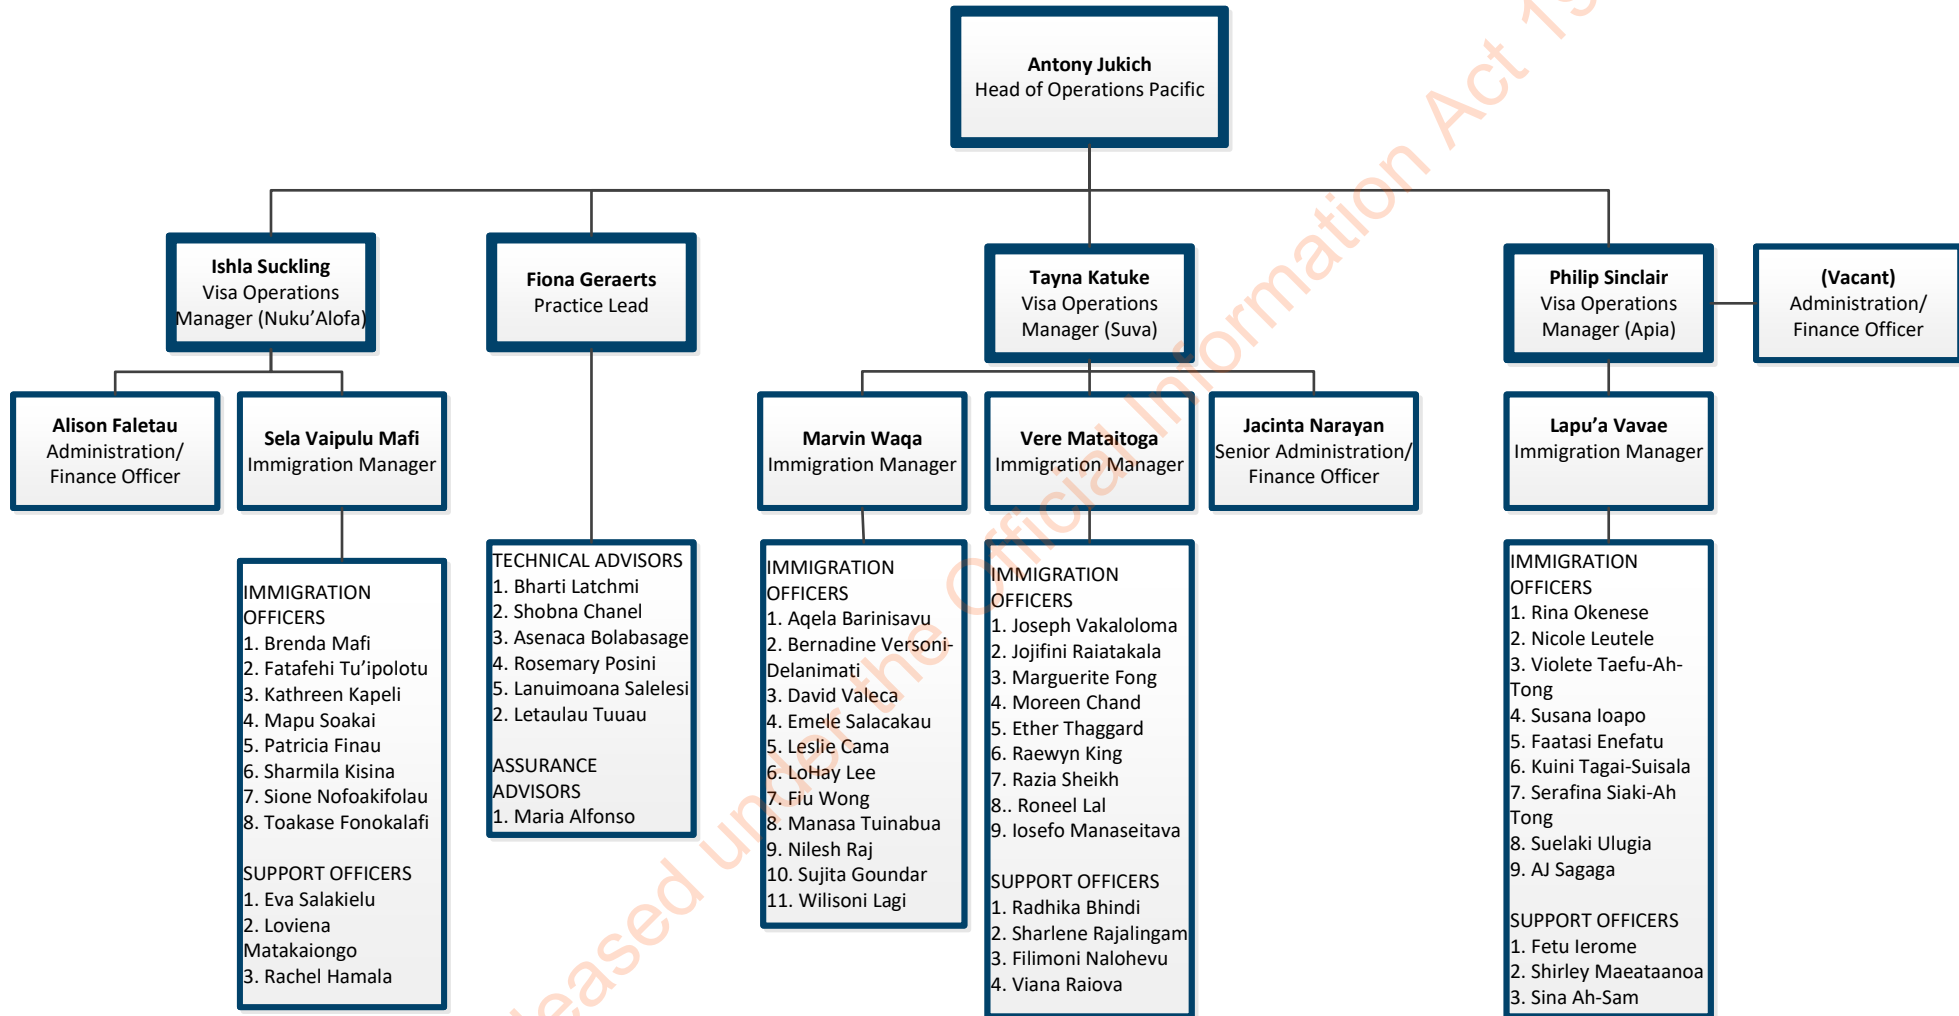 Antony Jukich
Head of Operations Pacific
Ishla Suckling
Visa Operations
Manager (Nuku'Alofa)
Fiona Geraerts
Practice Lead
Tayna Katuke
Visa Operations
Manager (Suva)
Philip Sinclair
Visa Operations
Manager (Apia)
(Vacant)
Administration/
Finance Officer
Alison Faletau
Administration/
Finance Officer
Sela Vaipulu Mafi
Immigration Manager
Marvin Waqa
Immigration Manager
Vere Mataitoga
Immigration Manager
Jacinta Narayan
Senior Administration/
Finance Officer
Lapu'a Vavae
Immigration Manager
IMMIGRATION
OFFICERS
1. Brenda Mafi
2. Fatafehi Tu'ipolotu
3. Kathreen Kapeli
4. Mapu Soakai
5. Patricia Finau
6. Sharmila Kisina
7. Sione Nofoakifolau
8. Toakase Fonokalafi
SUPPORT OFFICERS
1. Eva Salakielu
2. Loviena
Matakaiongo
3. Rachel Hamala
TECHNICAL ADVISORS
1. Bharti Latchmi
2. Shobna Chanel
3. Asenaca Bolabasage
4. Rosemary Posini
5. Lanuimoana Salelesi
2. Letaulau Tuuau
ASSURANCE
ADVISORS
1. Maria Alfonso
IMMIGRATION
OFFICERS
1. Aqela Barinisavu
2. Bernadine Versoni-
Delanimati
3. David Valeca
4. Emele Salacakau
5. Leslie Cama
6. LoHay Lee
7. Fiu Wong
8. Manasa Tuinabua
9. Nilesh Raj
10. Sujita Goundar
11. Wilisoni Lagi
IMMIGRATION
OFFICERS
1. Joseph Vakaloloma
2. Jojifini Raiatakala
3. Marguerite Fong
4. Moreen Chand
5. Ether Thaggard
6. Raewyn King
7. Razia Sheikh
8.. Roneel Lal
9. Iosefo Manaseitava
SUPPORT OFFICERS
1. Radhika Bhindi
2. Sharlene Rajalingam
3. Filimoni Nalohevu
4. Viana Raiova
IMMIGRATION
OFFICERS
1. Rina Okenese
2. Nicole Leutele
3. Violete Taefu-Ah-
Tong
4. Susana Ioapo
5. Faatasi Enefatu
6. Kuini Tagai-Suisala
7. Serafina Siaki-Ah
Tong
8. Suelaki Ulugia
9. AJ Sagaga
SUPPORT OFFICERS
1. Fetu Ierome
2. Shirley Maeataanoa
3. Sina Ah-Sam
leased under the Official Information Act 19